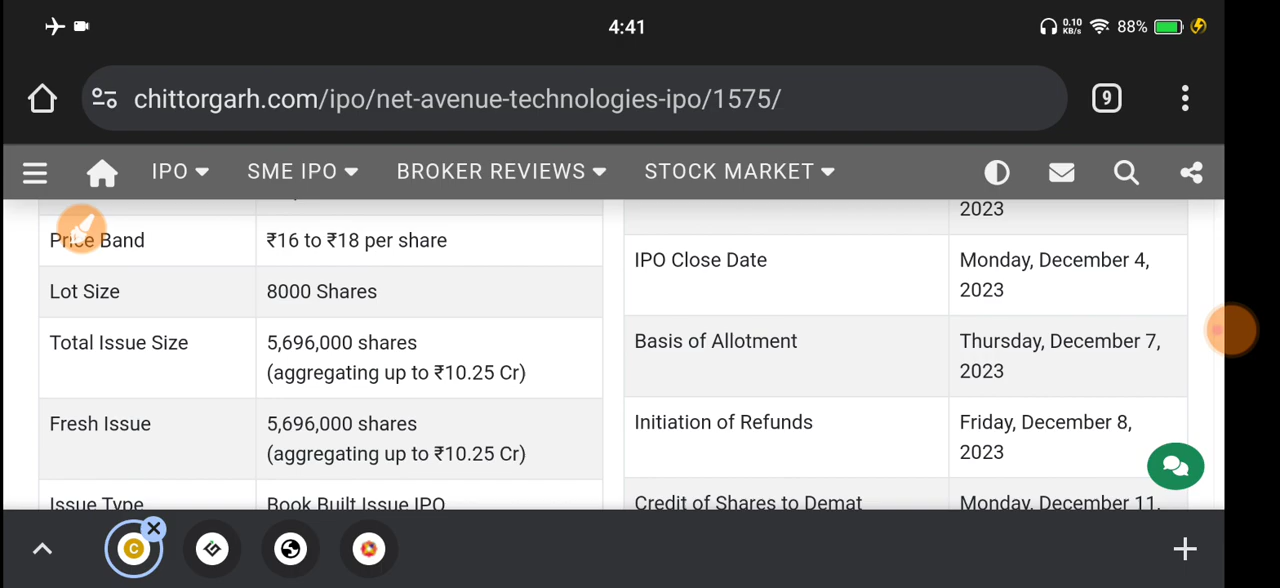 4:41
0.10
KB/s
88%
chittorgarh.com/ipo/net-avenue-technologies-ipo/1575/
9
IPO
SME IPO
BROKER REVIEWS
STOCK MARKET
Price Band
₹16 to ₹18 per share
Lot Size
8000 Shares
Total Issue Size
5,696,000 shares
(aggregating up to ₹10.25 Cr)
Fresh Issue
5,696,000 shares
(aggregating up to ₹10.25 Cr)
Issue Type
Book Built Issue IPO
2023
IPO Close Date
Monday, December 4,
2023
Basis of Allotment
Thursday, December 7,
2023
Initiation of Refunds
Friday, December 8,
2023
Credit of Shares to Demat
Monday, December 11,
C